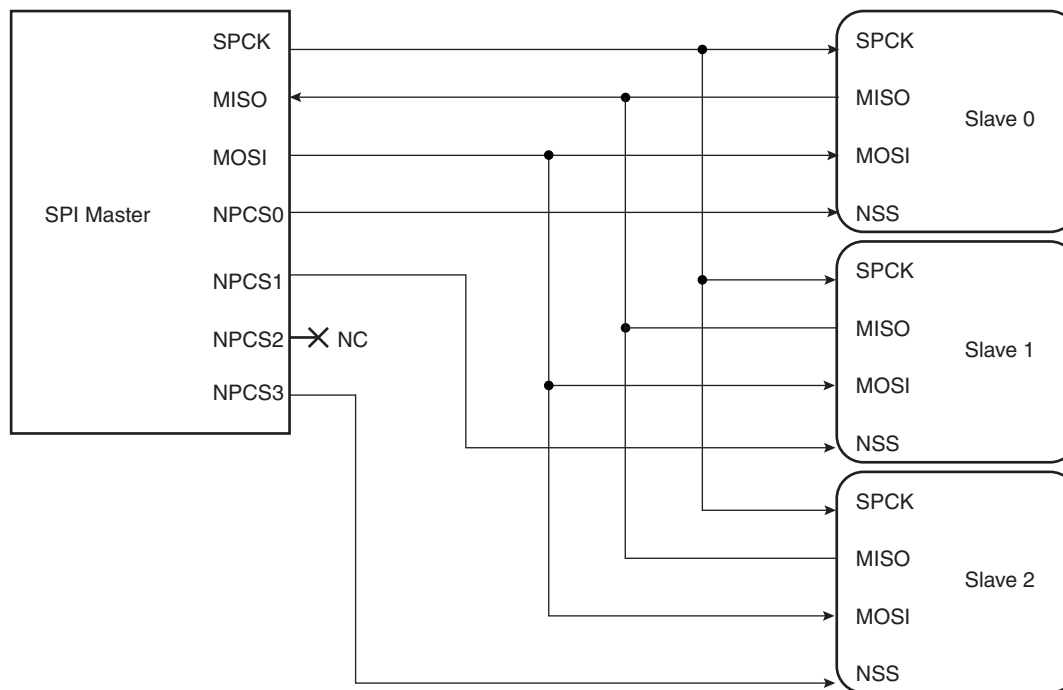 SPI Master
SPCK
MISO
MOSI
NPCS0
NPCS1
NPCS2
NC
NPCS3
SPCK
MISO
Slave 0
MOSI
NSS
SPCK
MISO
Slave 1
MOSI
NSS
SPCK
MISO
Slave 2
MOSI
NSS